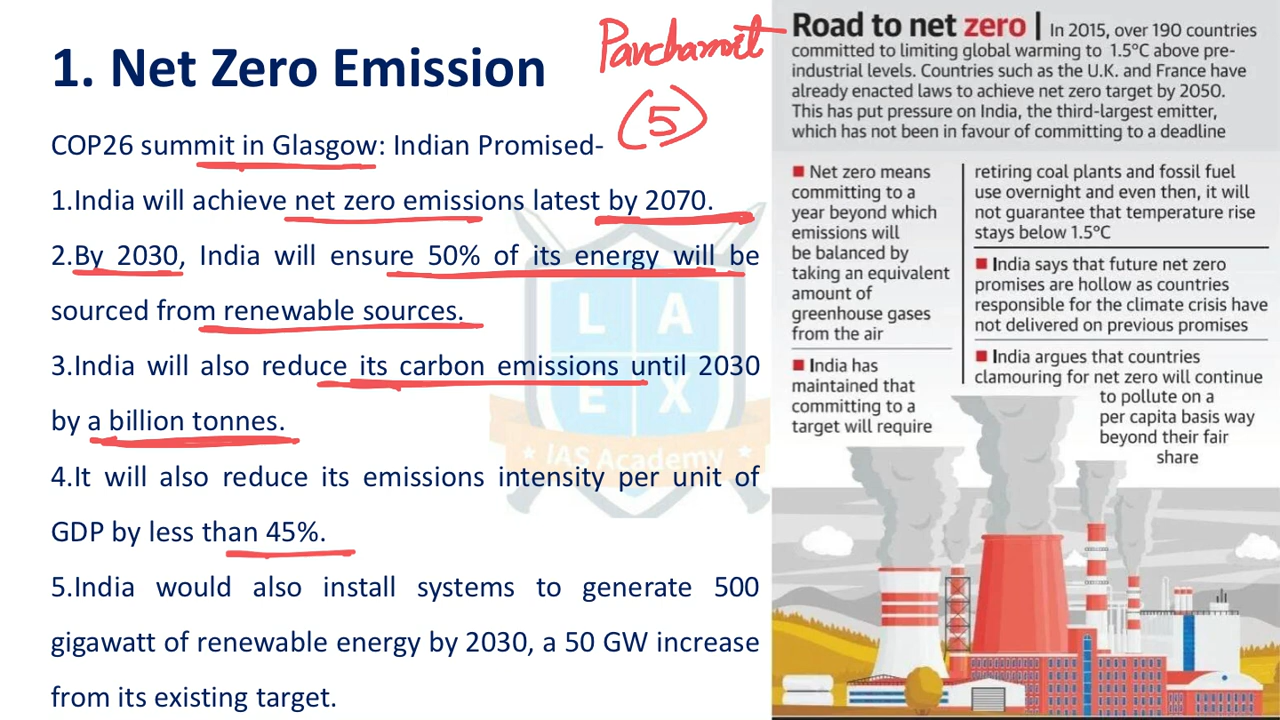 1. Net Zero Emission
Panchamrit
(5)
COP26 summit in Glasgow: Indian Promised-
1.India will achieve net zero emissions latest by 2070.
2.By 2030, India will ensure 50% of its energy will be
sourced from renewable sources.
3.India will also reduce its carbon emissions until 2030
by a billion tonnes.
4.It will also reduce its emissions intensity per unit of
GDP by less than 45%.
5.India would also install systems to generate 500
gigawatt of renewable energy by 2030, a 50 GW increase
from its existing target.
L A
E X
IAS Academy
Road to net zero | In 2015, over 190 countries
committed to limiting global warming to 1.5°C above pre-
industrial levels. Countries such as the U.K. and France have
already enacted laws to achieve net zero target by 2050.
This has put pressure on India, the third-largest emitter,
which has not been in favour of committing to a deadline
■ Net zero means
committing to a
year beyond which
emissions will
be balanced by
taking an equivalent
amount of
greenhouse gases
from the air
■ India has
maintained that
committing to a
target will require
retiring coal plants and fossil fuel
use overnight and even then, it will
not guarantee that temperature rise
stays below 1.5°C
■ India says that future net zero
promises are hollow as countries
responsible for the climate crisis have
not delivered on previous promises
■ India argues that countries
clamouring for net zero will continue
to pollute on a
per capita basis way
beyond their fair
share